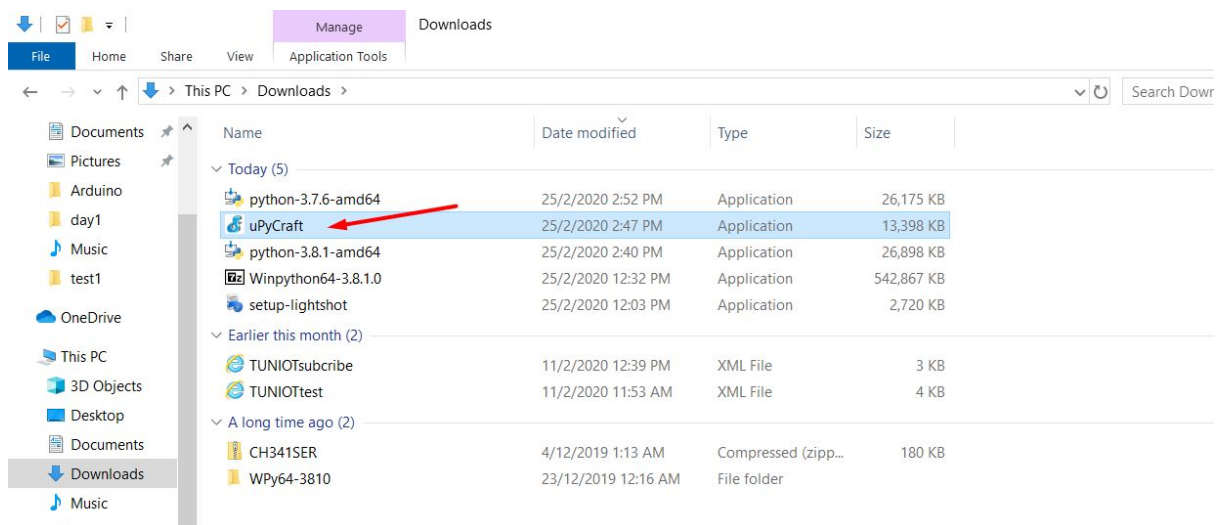 Manage Downloads
File Home Share View Application Tools
This PC > Downloads > Search Down
Documents
Pictures
Arduino
day1
Music
test1
OneDrive
This PC
3D Objects
Desktop
Documents
Downloads
Music
Name Date modified Type Size
Today (5)
python-3.7.6-amd64 25/2/2020 2:52 PM Application 26,175 KB
uPyCraft 25/2/2020 2:47 PM Application 13,398 KB
python-3.8.1-amd64 25/2/2020 2:40 PM Application 26,898 KB
7z Winpython64-3.8.1.0 25/2/2020 12:32 PM Application 542,867 KB
setup-lightshot 25/2/2020 12:03 PM Application 2,720 KB
Earlier this month (2)
TUNIOTsubcribe 11/2/2020 12:39 PM XML File 3 KB
TUNIOTtest 11/2/2020 11:53 AM XML File 4 KB
A long time ago (2)
CH341SER 4/12/2019 1:13 AM Compressed (zipp... 180 KB
WPy64-3810 23/12/2019 12:16 AM File folder